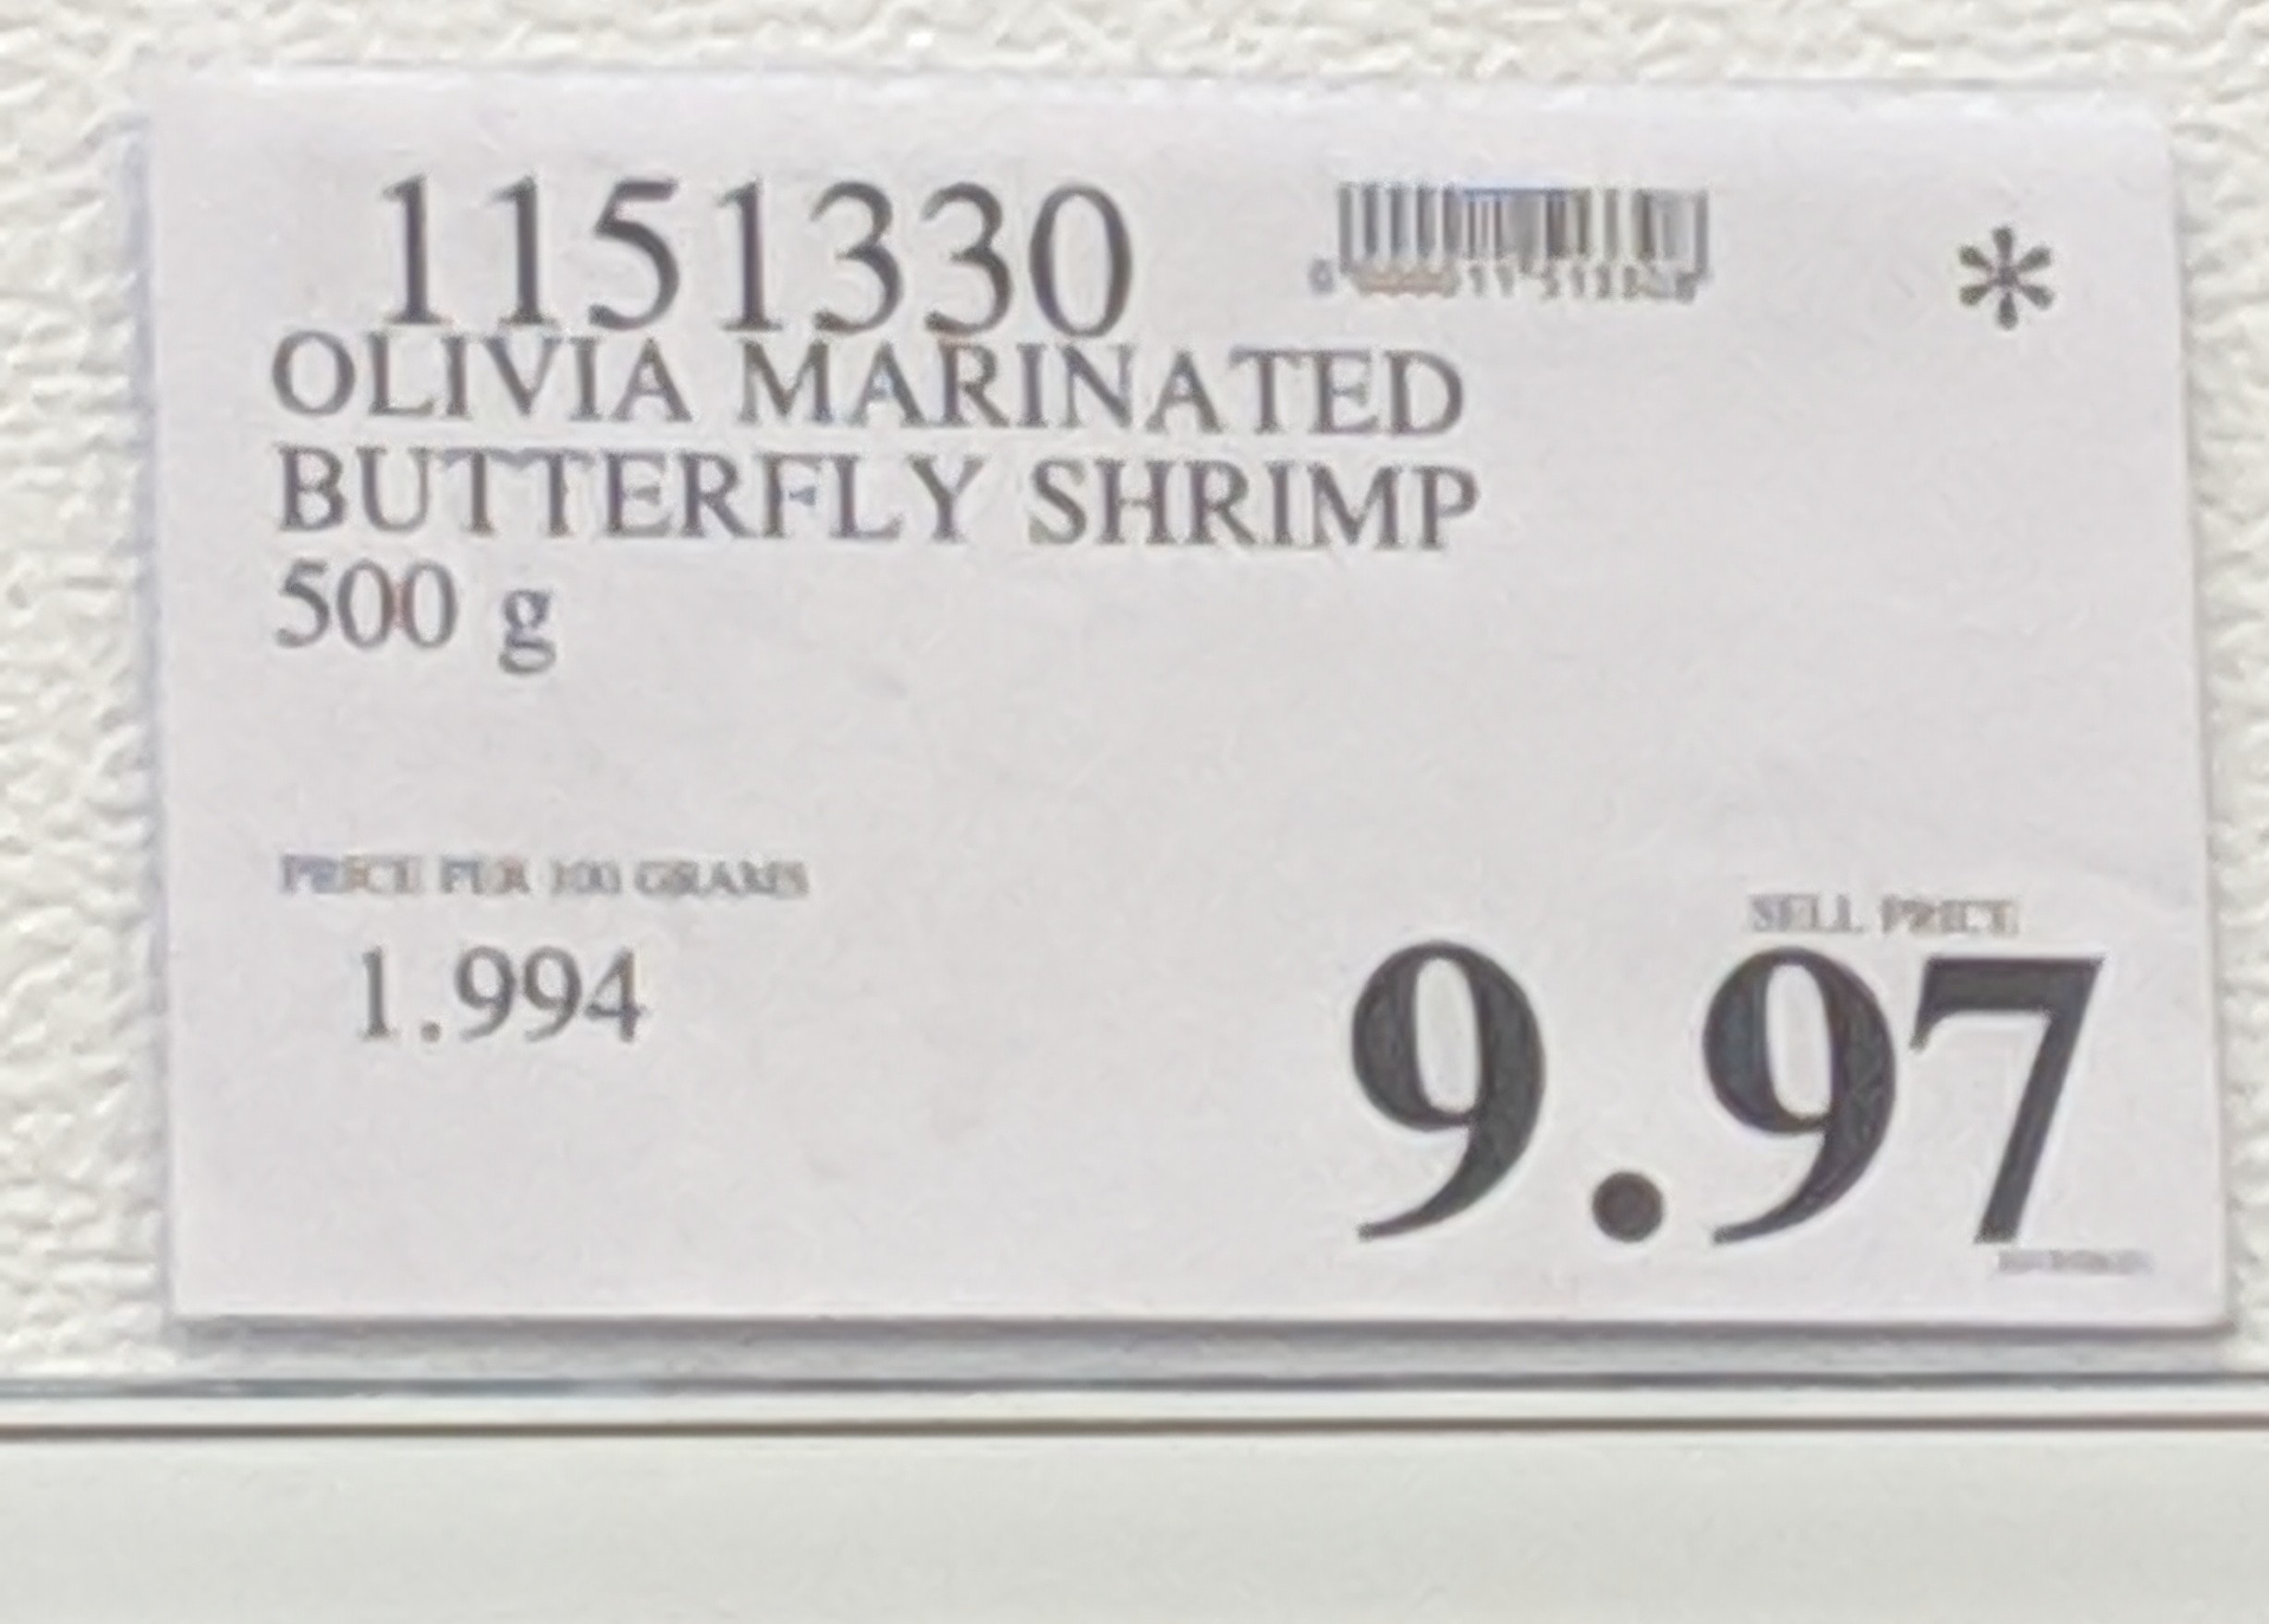 1151330
*
OLIVIA MARINATED
BUTTERFLY SHRIMP
500 g
PRICE PER 100 GRAMS
SELL PRICE
1.994
9.97